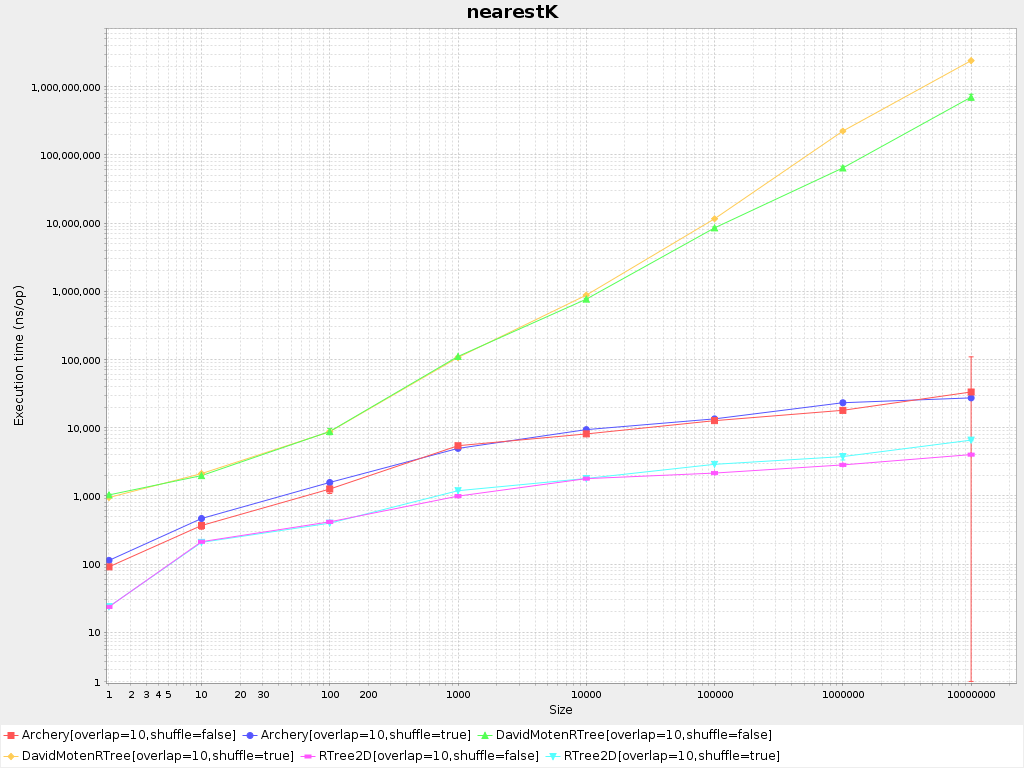 nearestK
Execution time (ns/op)
1,000,000,000
100,000,000
10,000,000
1,000,000
100,000
10,000
1,000
100
10
1
1 2 3 4 5 10 20 30 100 200 1000 10000 100000 1000000 10000000
Size
Archery[overlap=10,shuffle=false] Archery[overlap=10,shuffle=true] DavidMotenRTree[overlap=10,shuffle=false]
DavidMotenRTree[overlap=10,shuffle=true] RTree2D[overlap=10,shuffle=false] RTree2D[overlap=10,shuffle=true]